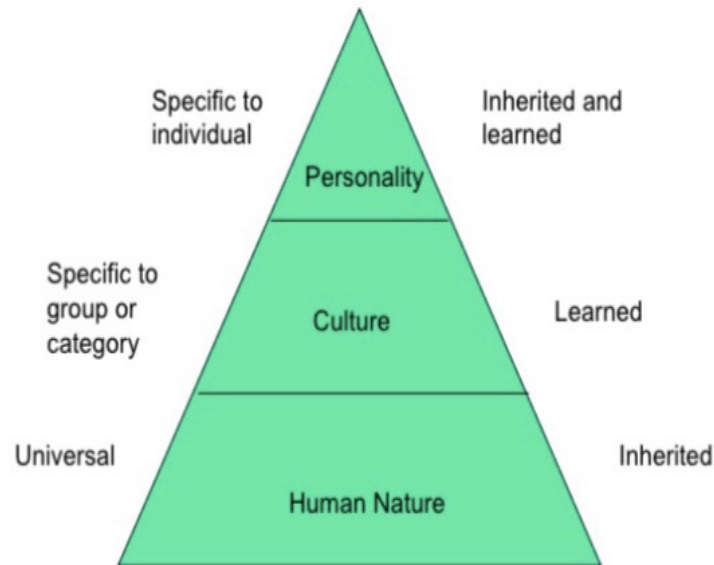 Specific to
individual
Inherited and
learned
Personality
Specific to
group or
category
Culture
Learned
Universal
Human Nature
Inherited